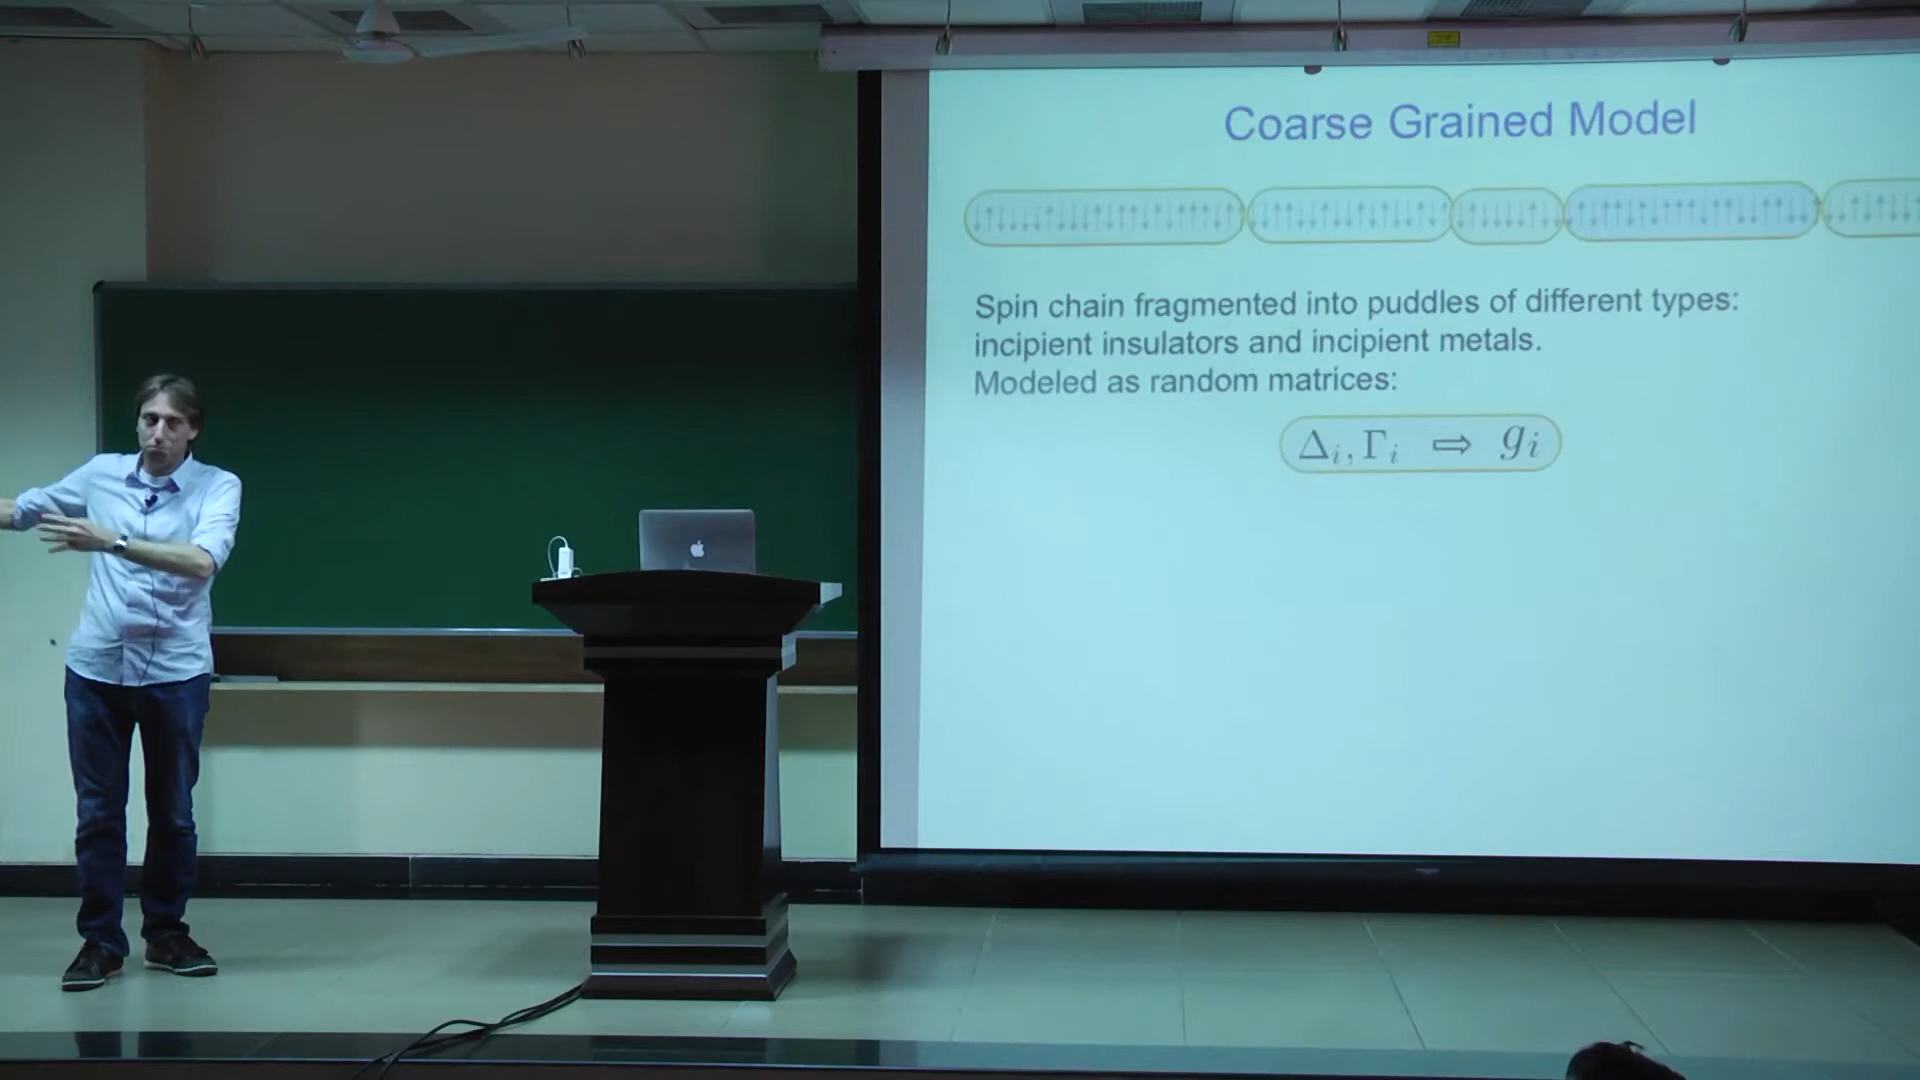 Coarse Grained Model
Spin chain fragmented into puddles of different types:
incipient insulators and incipient metals.
Modeled as random matrices:
Δᵢ, Γᵢ ⇨ gᵢ